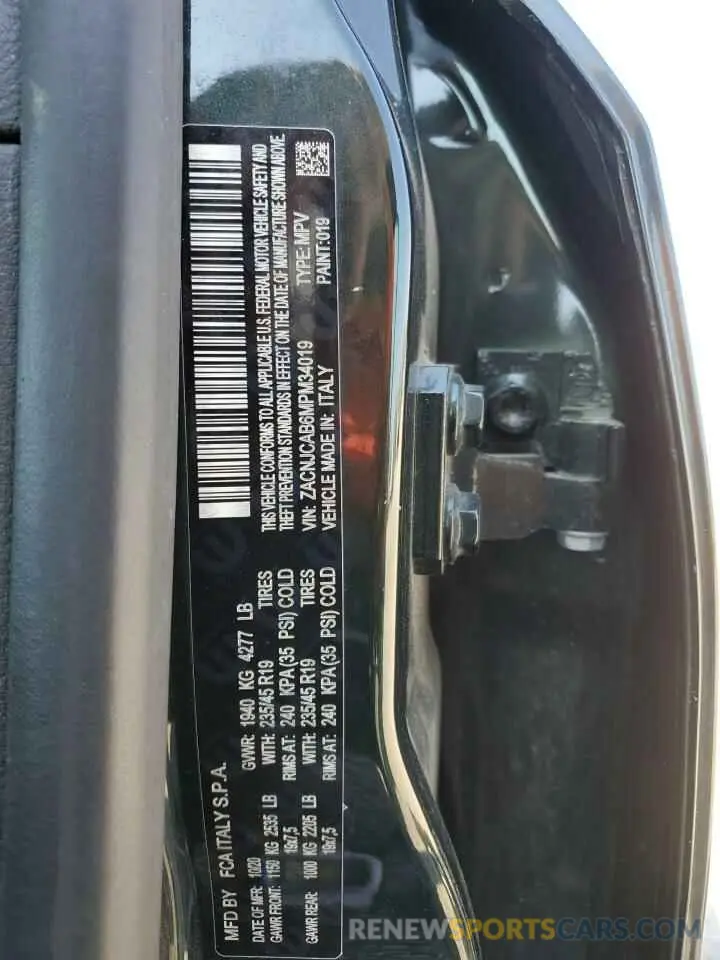 MFD BY FCA ITALY S.P.A.
DATE OF MFR: 10/20 GVWR: 1940 KG 4277 LB
GAWR FRONT: 1150 KG 2535 LB WITH: 235/45 R19 TIRES
19x7,5 RIMS AT: 240 KPA (35 PSI) COLD
GAWR REAR: 1000 KG 2205 LB WITH: 235/45 R19 TIRES
19x7,5 RIMS AT: 240 KPA (35 PSI) COLD
THIS VEHICLE CONFORMS TO ALL APPLICABLE U.S. FEDERAL MOTOR VEHICLE SAFETY AND
THEFT PREVENTION STANDARDS IN EFFECT ON THE DATE OF MANUFACTURE SHOWN ABOVE.
VIN: ZACNJCAB6MPM34019 TYPE: MPV
VEHICLE MADE IN: ITALY PAINT: 019
RENEWSPORTSCARS.COM